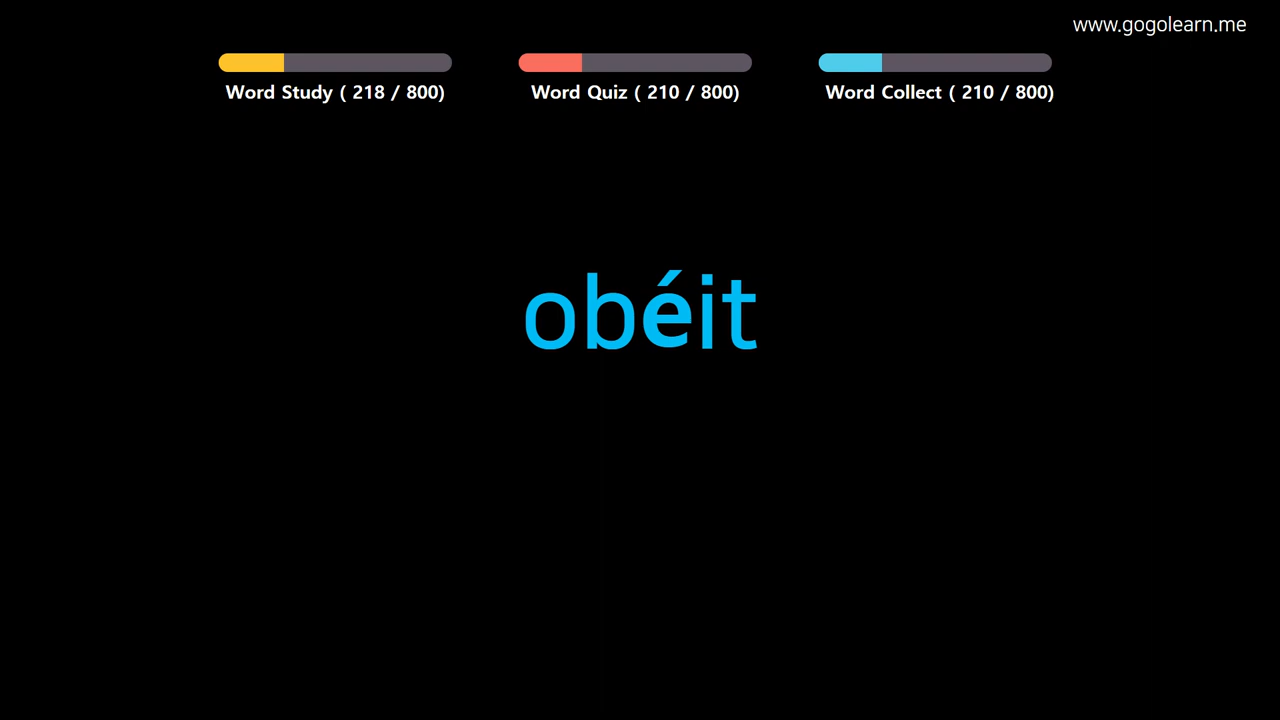 www.gogolearn.me
Word Study ( 218 / 800)
Word Quiz ( 210 / 800)
Word Collect ( 210 / 800)
obéit